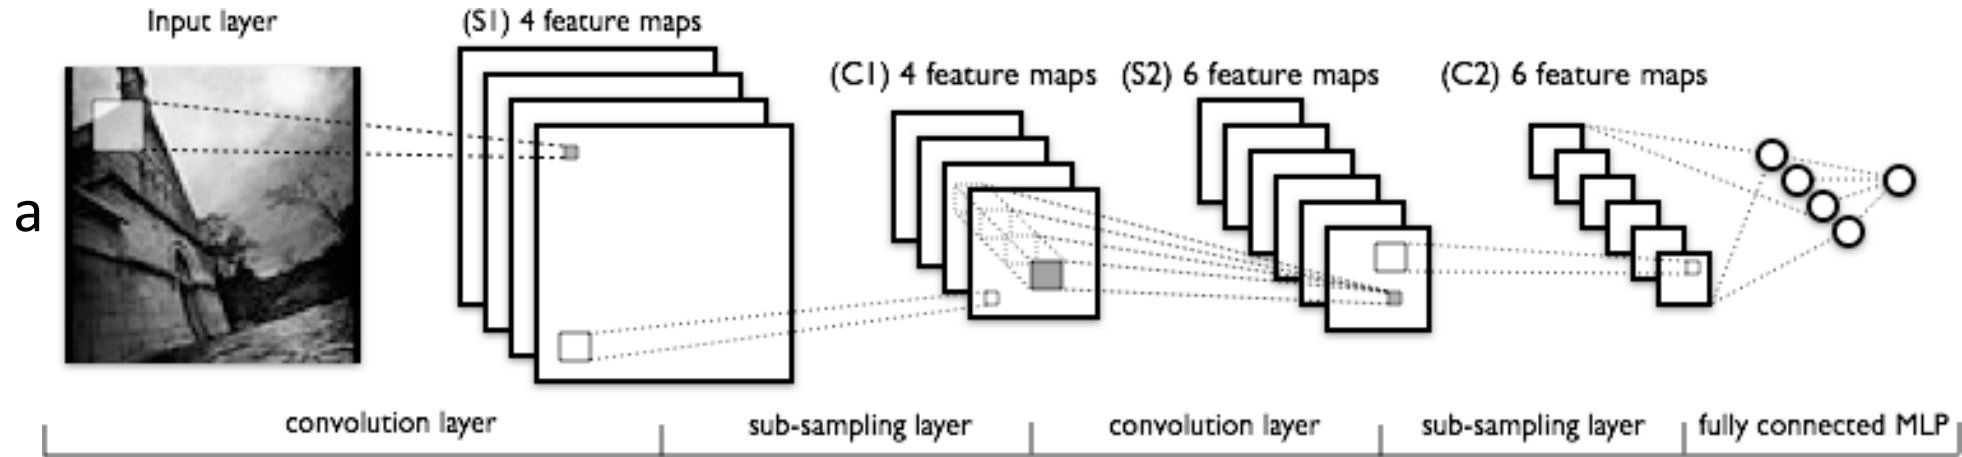 Input layer
(S1) 4 feature maps
(C1) 4 feature maps
(S2) 6 feature maps
(C2) 6 feature maps
a
convolution layer
sub-sampling layer
convolution layer
sub-sampling layer
fully connected MLP